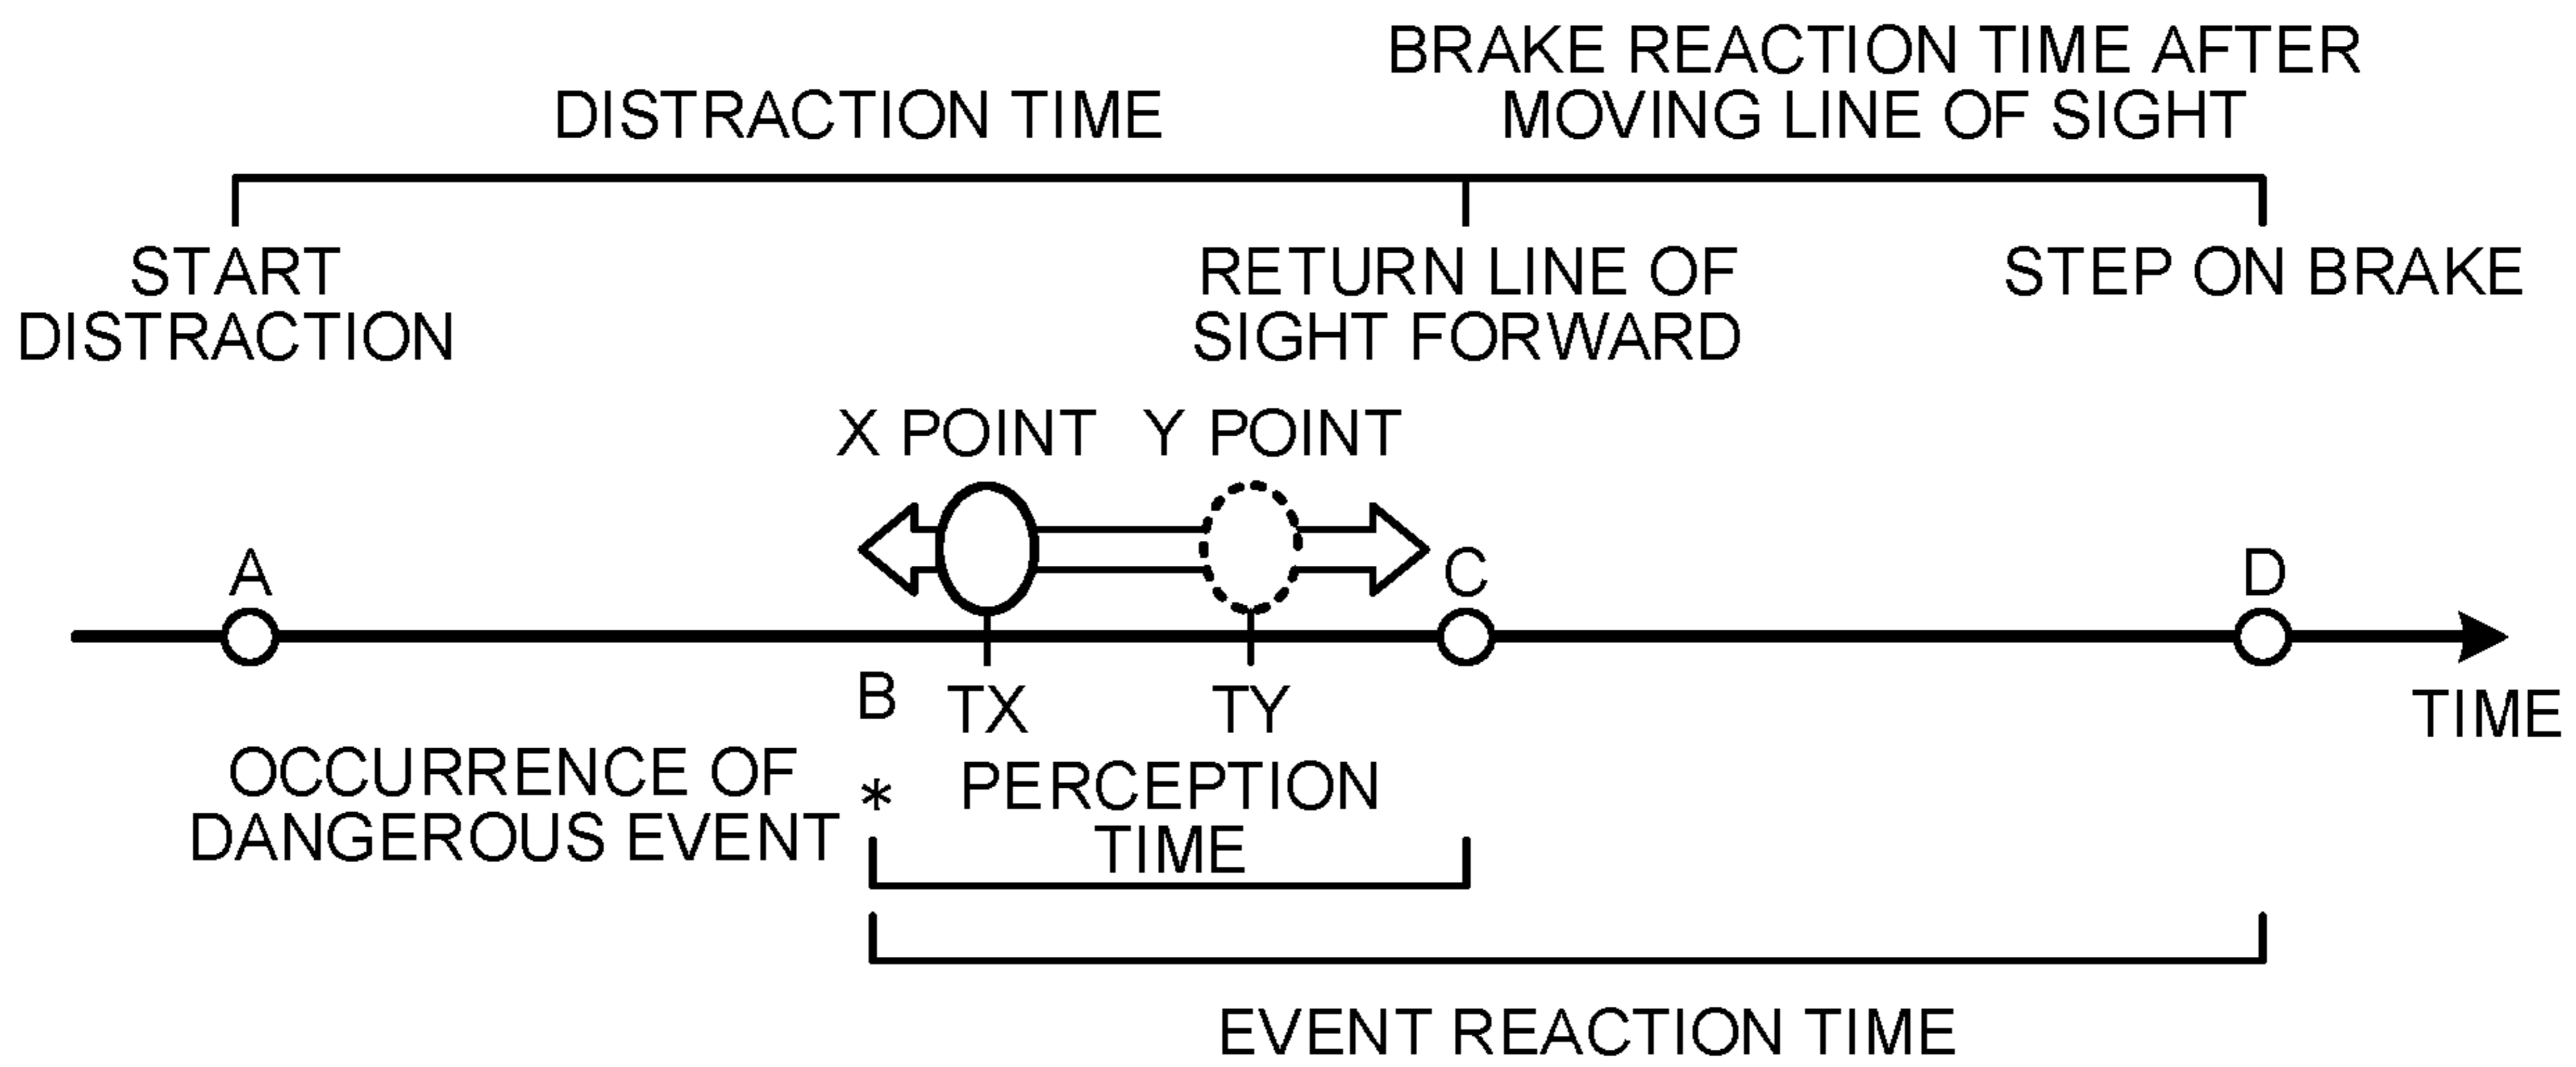 BRAKE REACTION TIME AFTER
DISTRACTION TIME
MOVING LINE OF SIGHT
START
DISTRACTION
RETURN LINE OF
SIGHT FORWARD
STEP ON BRAKE
X POINT
Y POINT
A
C
D
B
TX
TY
TIME
OCCURRENCE OF
DANGEROUS EVENT
*
PERCEPTION
TIME
EVENT REACTION TIME